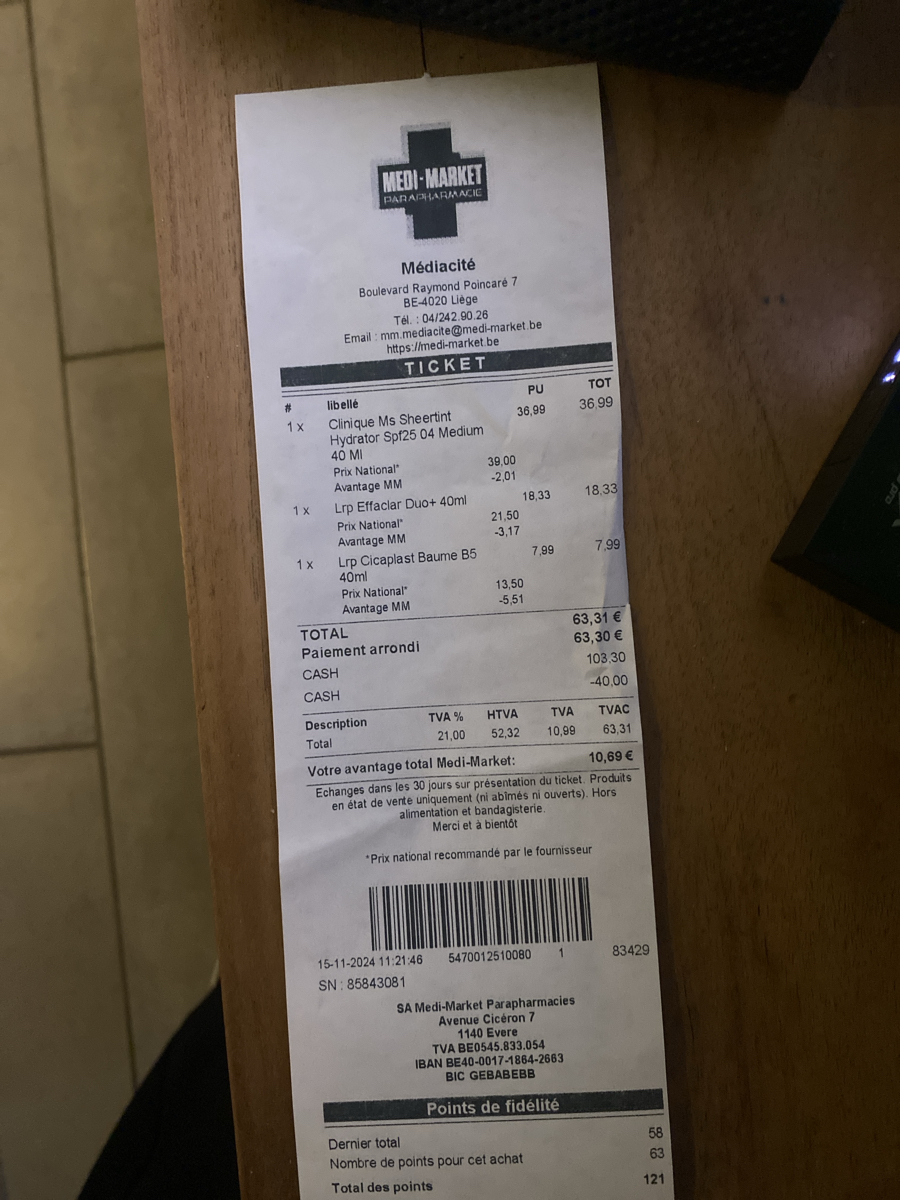 MEDI-MARKET
PARAPHARMACIE
Médiacité
Boulevard Raymond Poincaré 7
BE-4020 Liège
Tél. : 04/242.90.26
Email : mm.mediacite@medi-market.be
https://medi-market.be
TICKET
# libellé PU TOT
1 x Clinique Ms Sheertint 36,99 36,99
Hydrator Spf25 04 Medium
40 Ml
Prix National* 39,00
Avantage MM -2,01
1 x Lrp Effaclar Duo+ 40ml 18,33 18,33
Prix National* 21,50
Avantage MM -3,17
1 x Lrp Cicaplast Baume B5 7,99 7,99
40ml
Prix National* 13,50
Avantage MM -5,51
TOTAL 63,31 €
Paiement arrondi 63,30 €
CASH 103,30
CASH -40,00
Description TVA % HTVA TVA TVAC
Total 21,00 52,32 10,99 63,31
Votre avantage total Medi-Market: 10,69 €
Echanges dans les 30 jours sur présentation du ticket. Produits
en état de vente uniquement (ni abîmés ni ouverts). Hors
alimentation et bandagisterie.
Merci et à bientôt
*Prix national recommandé par le fournisseur
15-11-2024 11:21:46 5470012510080 1 83429
SN : 85843081
SA Medi-Market Parapharmacies
Avenue Cicéron 7
1140 Evere
TVA BE0545.833.054
IBAN BE40-0017-1864-2663
BIC GEBABEBB
Points de fidélité
Dernier total 58
Nombre de points pour cet achat 63
Total des points 121